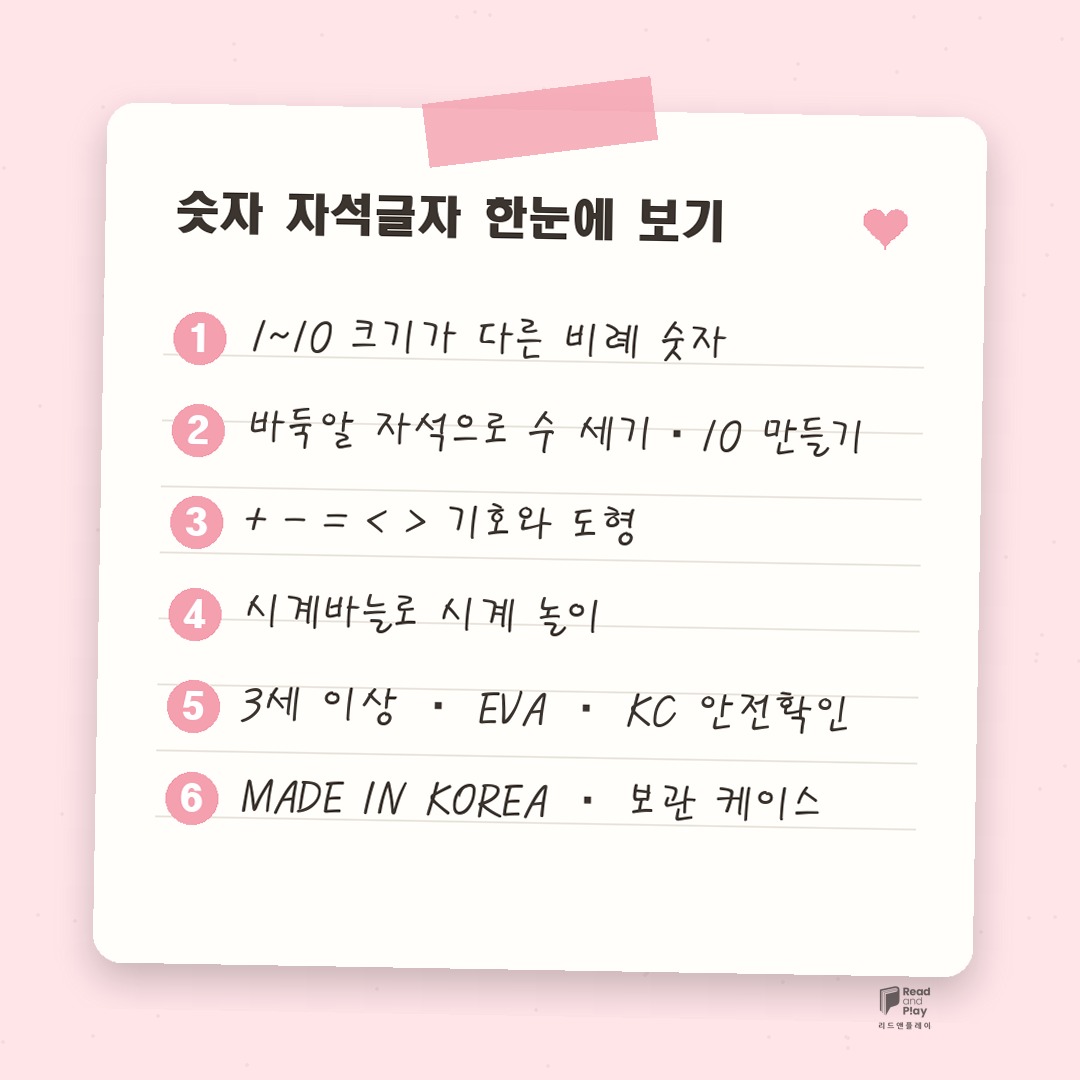 숫자 자석글자 한눈에 보기
1 1~10 크기가 다른 비례 숫자
2 바둑알 자석으로 수 세기 · 10 만들기
3 + - = < > 기호와 도형
4 시계바늘로 시계 놀이
5 3세 이상 · EVA · KC 안전확인
6 MADE IN KOREA · 보관 케이스
Read
and
Play
리드앤플레이